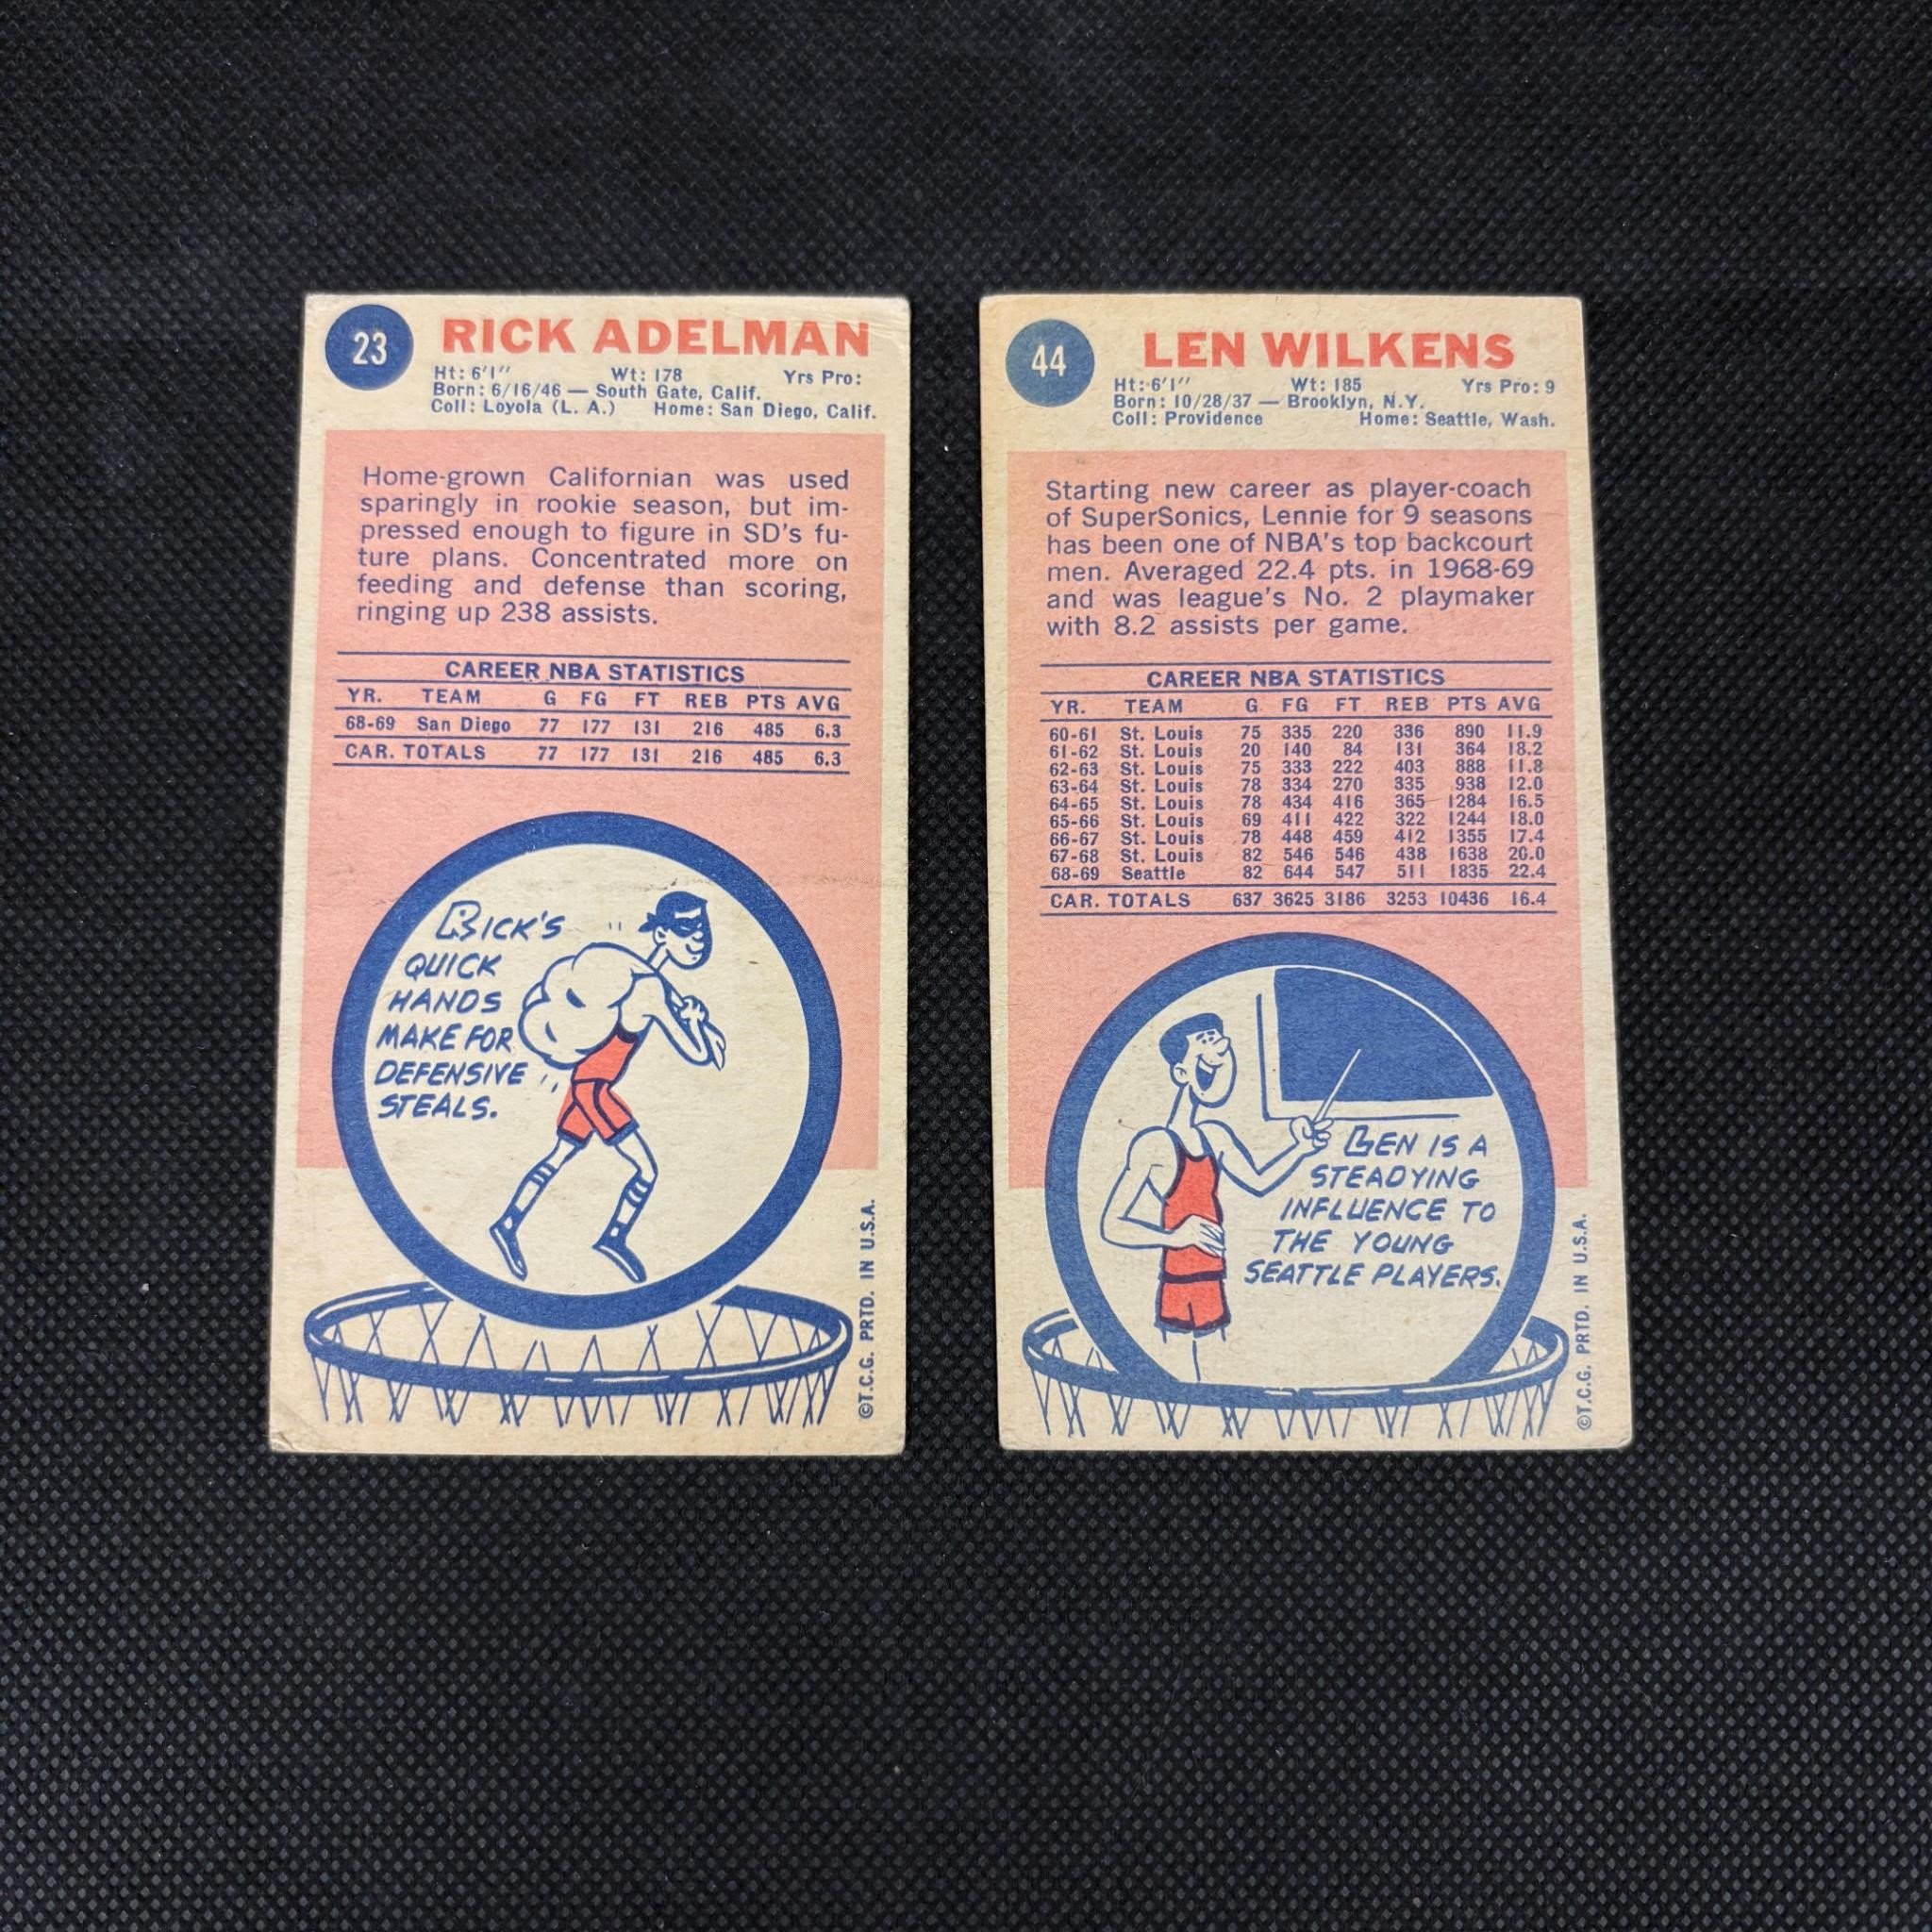 23
RICK ADELMAN
Ht: 6'1" Wt: 178 Yrs Pro:
Born: 6/16/46 — South Gate, Calif.
Coll: Loyola (L. A.) Home: San Diego, Calif.
Home-grown Californian was used
sparingly in rookie season, but im-
pressed enough to figure in SD's fu-
ture plans. Concentrated more on
feeding and defense than scoring,
ringing up 238 assists.
CAREER NBA STATISTICS
YR. TEAM G FG FT REB PTS AVG
68-69 San Diego 77 177 131 216 485 6.3
CAR. TOTALS 77 177 131 216 485 6.3
RICK'S
QUICK
HANDS
MAKE FOR
DEFENSIVE
STEALS.
©T.C.G. PRTD. IN U.S.A.
44
LEN WILKENS
Ht: 6'1" Wt: 185 Yrs Pro: 9
Born: 10/28/37 — Brooklyn, N.Y.
Coll: Providence Home: Seattle, Wash.
Starting new career as player-coach
of SuperSonics, Lennie for 9 seasons
has been one of NBA's top backcourt
men. Averaged 22.4 pts. in 1968-69
and was league's No. 2 playmaker
with 8.2 assists per game.
CAREER NBA STATISTICS
YR. TEAM G FG FT REB PTS AVG
60-61 St. Louis 75 335 220 336 890 11.9
61-62 St. Louis 20 140 84 131 364 18.2
62-63 St. Louis 75 333 222 403 888 11.8
63-64 St. Louis 78 334 270 335 938 12.0
64-65 St. Louis 78 434 416 365 1284 16.5
65-66 St. Louis 69 411 422 322 1244 18.0
66-67 St. Louis 78 448 459 412 1355 17.4
67-68 St. Louis 82 546 546 438 1638 20.0
68-69 Seattle 82 644 547 511 1835 22.4
CAR. TOTALS 637 3625 3186 3253 10436 16.4
LEN IS A
STEADYING
INFLUENCE TO
THE YOUNG
SEATTLE PLAYERS.
©T.C.G. PRTD. IN U.S.A.